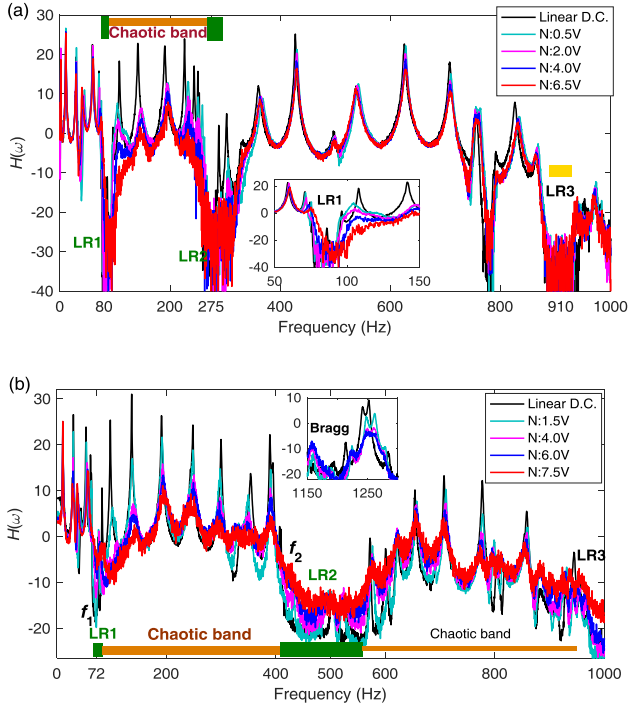 (a)
30
20
10
0
-10
-20
-30
-40
H(ω)
Chaotic band
LR1
LR2
LR3
Linear D.C.
N:0.5V
N:2.0V
N:4.0V
N:6.5V
LR1
20
0
-20
-40
50 100 150
0 80 200 275 400 600 800 910 1000
Frequency (Hz)
(b)
30
20
10
0
-10
-20
H(ω)
Bragg
10
0
-10
-20
1150 1250
Linear D.C.
N:1.5V
N:4.0V
N:6.0V
N:7.5V
f1
f2
LR1
LR2
LR3
Chaotic band
Chaotic band
0 72 200 400 600 800 1000
Frequency (Hz)